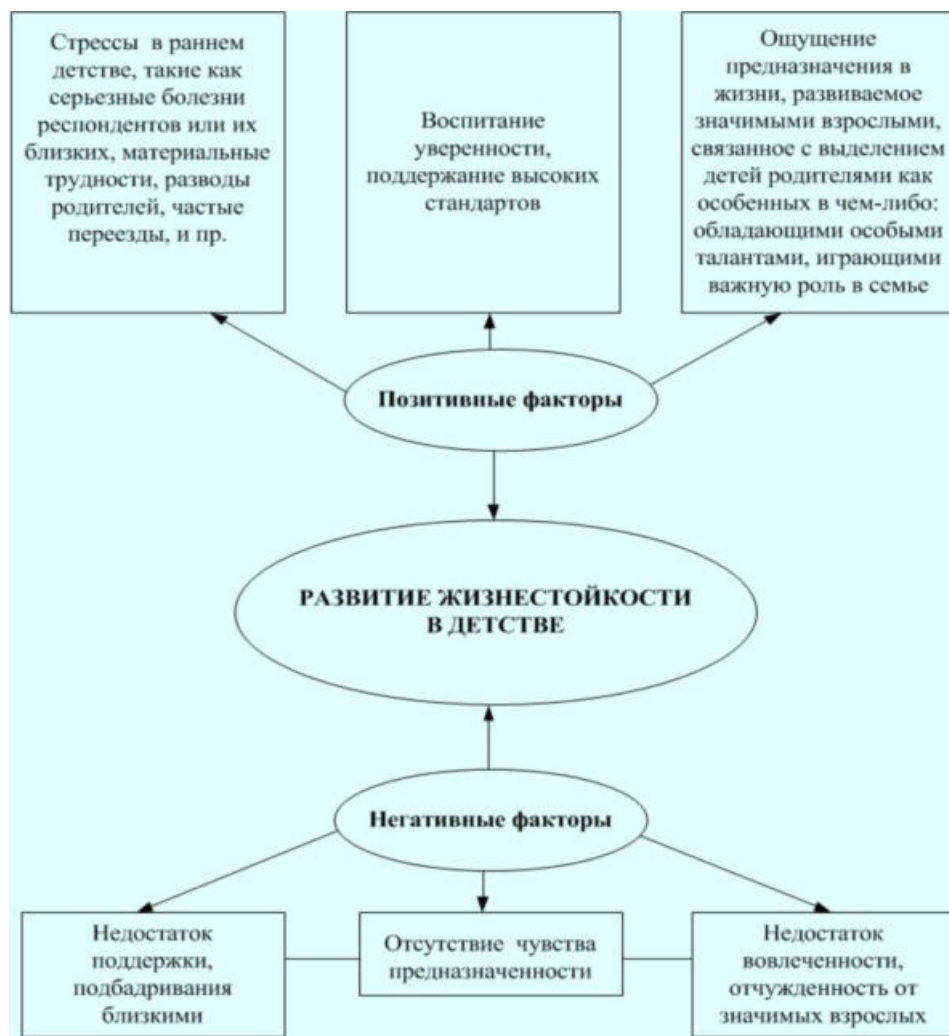 Стрессы в раннем
детстве, такие как
серьезные болезни
респондентов или их
близких, материальные
трудности, разводы
родителей, частые
переезды, и пр.
Воспитание
уверенности,
поддержание высоких
стандартов
Ощущение
предназначения в
жизни, развиваемое
значимыми взрослыми,
связанное с выделением
детей родителями как
особенных в чем-либо:
обладающими особыми
талантами, играющими
важную роль в семье
Позитивные факторы
РАЗВИТИЕ ЖИЗНЕСТОЙКОСТИ
В ДЕТСТВЕ
Негативные факторы
Недостаток
поддержки,
подбадривания
близкими
Отсутствие чувства
предназначенности
Недостаток
вовлеченности,
отчужденность от
значимых взрослых